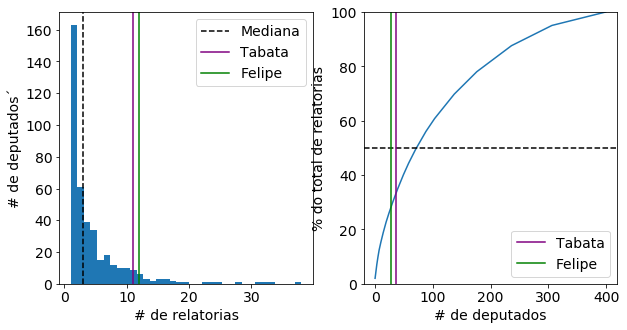 160
140
120
100
80
60
40
20
0
# de deputados´
0 10 20 30
# de relatorias
Mediana
Tabata
Felipe
100
80
60
40
20
0
% do total de relatorias
0 100 200 300 400
# de deputados
Tabata
Felipe